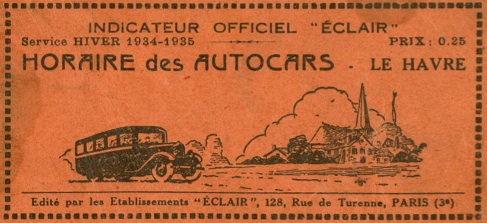 INDICATEUR OFFICIEL "ÉCLAIR"
Service HIVER 1934-1935 PRIX : 0.25
HORAIRE des AUTOCARS - LE HAVRE
Edité par les Etablissements "ÉCLAIR", 128, Rue de Turenne, PARIS (3e)